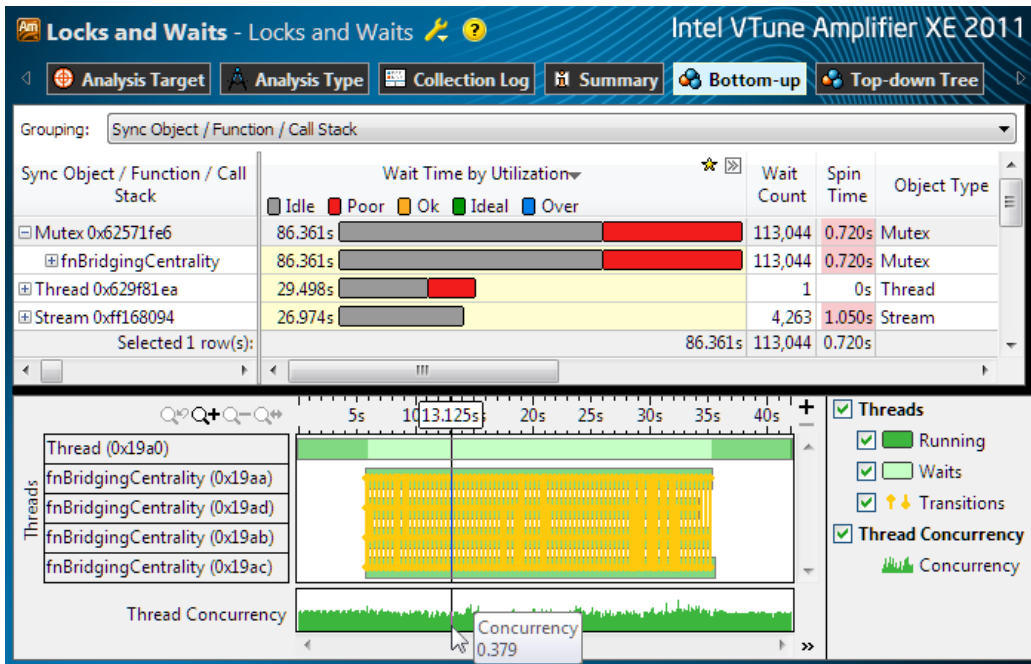 Am Locks and Waits - Locks and Waits ? Intel VTune Amplifier XE 2011
Analysis Target Analysis Type Collection Log Summary Bottom-up Top-down Tree
Grouping: Sync Object / Function / Call Stack
Sync Object / Function / Call Stack Wait Time by Utilization Wait Count Spin Time Object Type
Idle Poor Ok Ideal Over
Mutex 0x62571fe6 86.361s 113,044 0.720s Mutex
fnBridgingCentrality 86.361s 113,044 0.720s Mutex
Thread 0x629f81ea 29.498s 1 0s Thread
Stream 0xff168094 26.974s 4,263 1.050s Stream
Selected 1 row(s): 86.361s 113,044 0.720s
5s 10 13.125s 20s 25s 30s 35s 40s
Threads
Thread (0x19a0)
fnBridgingCentrality (0x19aa)
fnBridgingCentrality (0x19ad)
fnBridgingCentrality (0x19ab)
fnBridgingCentrality (0x19ac)
Thread Concurrency
Concurrency
0.379
Threads
Running
Waits
Transitions
Thread Concurrency
Concurrency